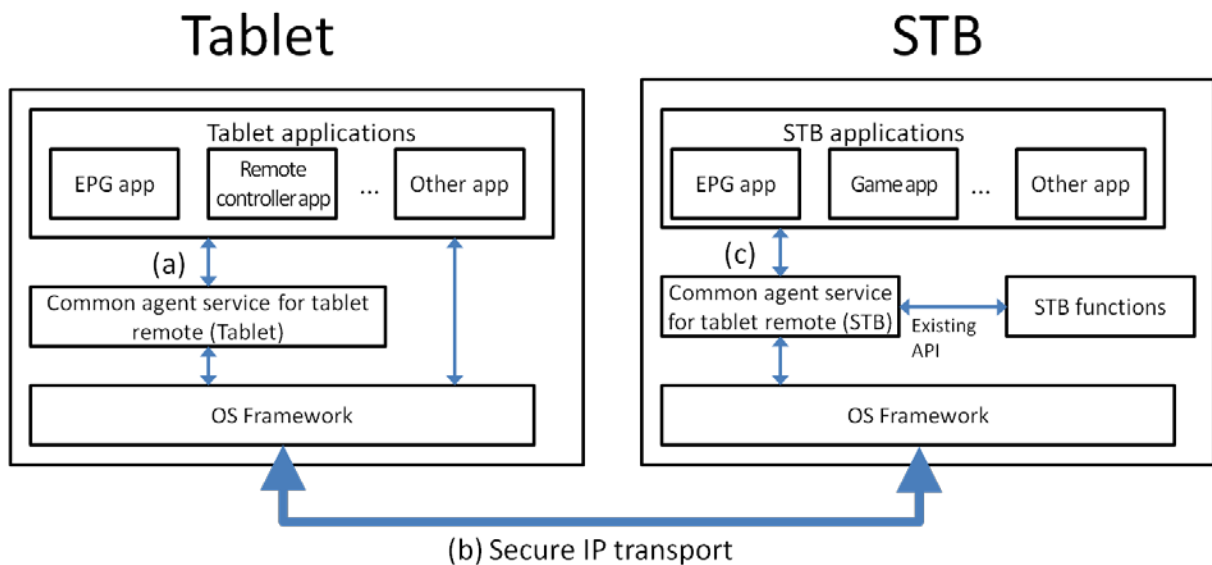 Tablet
STB
Tablet applications
EPG app
Remote
controller app
...
Other app
(a)
Common agent service for tablet
remote (Tablet)
OS Framework
STB applications
EPG app
Game app
...
Other app
(c)
Common agent service
for tablet remote (STB)
Existing
API
STB functions
OS Framework
(b) Secure IP transport